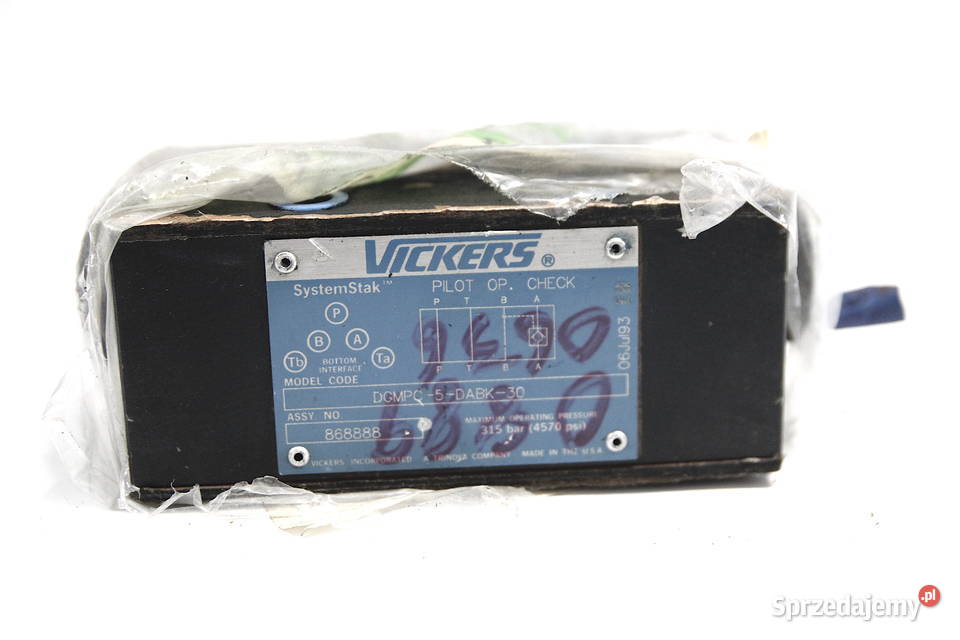 VICKERS®
SystemStak™
PILOT OP. CHECK
P T B A
P
B A
Tb Ta
BOTTOM
INTERFACE
P T B A
06Jul93
MODEL CODE
DGMPC-5-DABK-30
ASSY. NO.
868888
MAXIMUM OPERATING PRESSURE
315 bar (4570 psi)
VICKERS INCORPORATED A TRINOVA COMPANY MADE IN THE U.S.A.
Sprzedajemy.pl